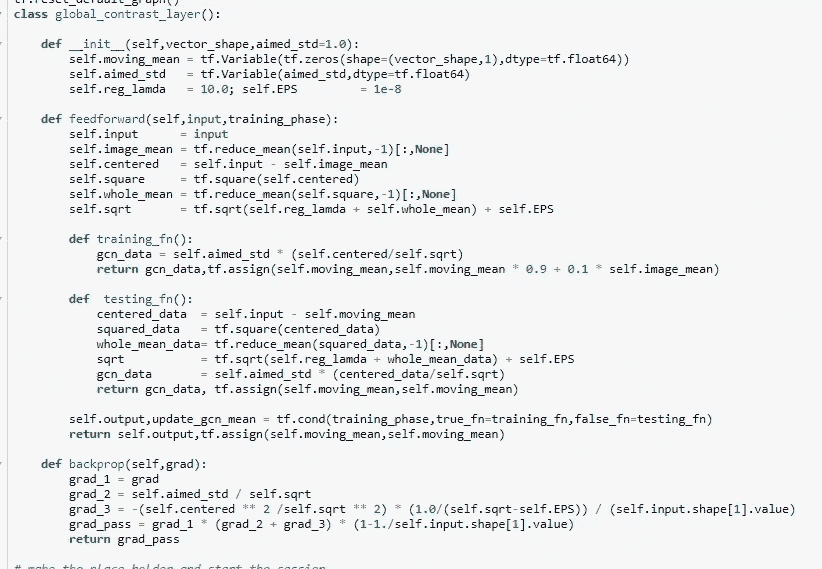 tf.reset_default_graph()
class global_contrast_layer():
def __init__(self,vector_shape,aimed_std=1.0):
self.moving_mean = tf.Variable(tf.zeros(shape=(vector_shape,1),dtype=tf.float64))
self.aimed_std   = tf.Variable(aimed_std,dtype=tf.float64)
self.reg_lamda   = 10.0; self.EPS         = 1e-8
def feedforward(self,input,training_phase):
self.input      = input
self.image_mean = tf.reduce_mean(self.input,-1)[:,None]
self.centered   = self.input - self.image_mean
self.square     = tf.square(self.centered)
self.whole_mean = tf.reduce_mean(self.square,-1)[:,None]
self.sqrt       = tf.sqrt(self.reg_lamda + self.whole_mean) + self.EPS
def training_fn():
gcn_data = self.aimed_std * (self.centered/self.sqrt)
return gcn_data,tf.assign(self.moving_mean,self.moving_mean * 0.9 + 0.1 * self.image_mean)
def  testing_fn():
centered_data  = self.input - self.moving_mean
squared_data   = tf.square(centered_data)
whole_mean_data= tf.reduce_mean(squared_data,-1)[:,None]
sqrt           = tf.sqrt(self.reg_lamda + whole_mean_data) + self.EPS
gcn_data       = self.aimed_std * (centered_data/self.sqrt)
return gcn_data, tf.assign(self.moving_mean,self.moving_mean)
self.output,update_gcn_mean = tf.cond(training_phase,true_fn=training_fn,false_fn=testing_fn)
return self.output,tf.assign(self.moving_mean,self.moving_mean)
def backprop(self,grad):
grad_1 = grad
grad_2 = self.aimed_std / self.sqrt
grad_3 = -(self.centered ** 2 /self.sqrt ** 2) * (1.0/(self.sqrt-self.EPS)) / (self.input.shape[1].value)
grad_pass = grad_1 * (grad_2 + grad_3) * (1-1./self.input.shape[1].value)
return grad_pass
# make the place holder and start the session